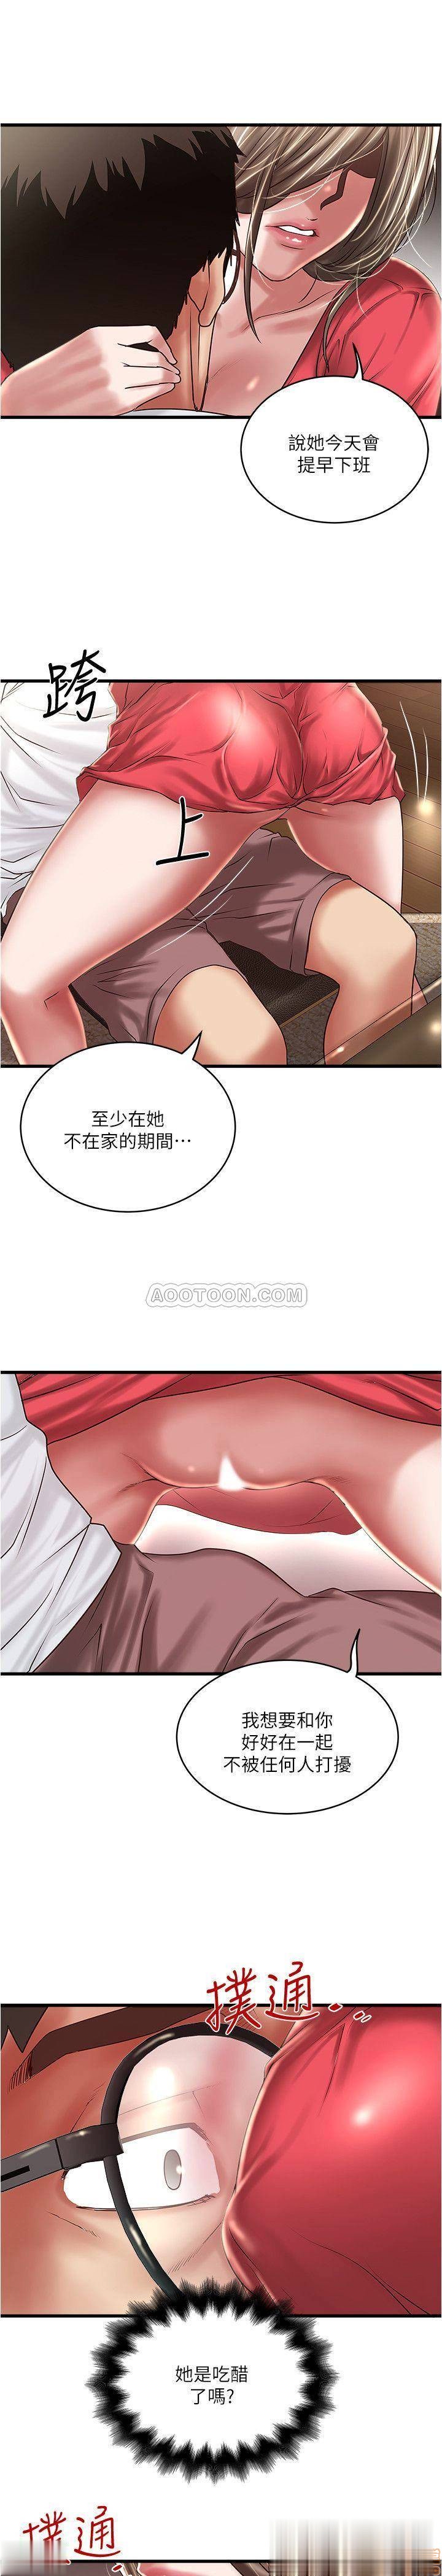 說她今天會
提早下班
跨
上
至少在她
不在家的期間…
AOOTOON.COM
我想要和你
好好在一起
不被任何人打擾
撲通
她是吃醋
了嗎?
撲通